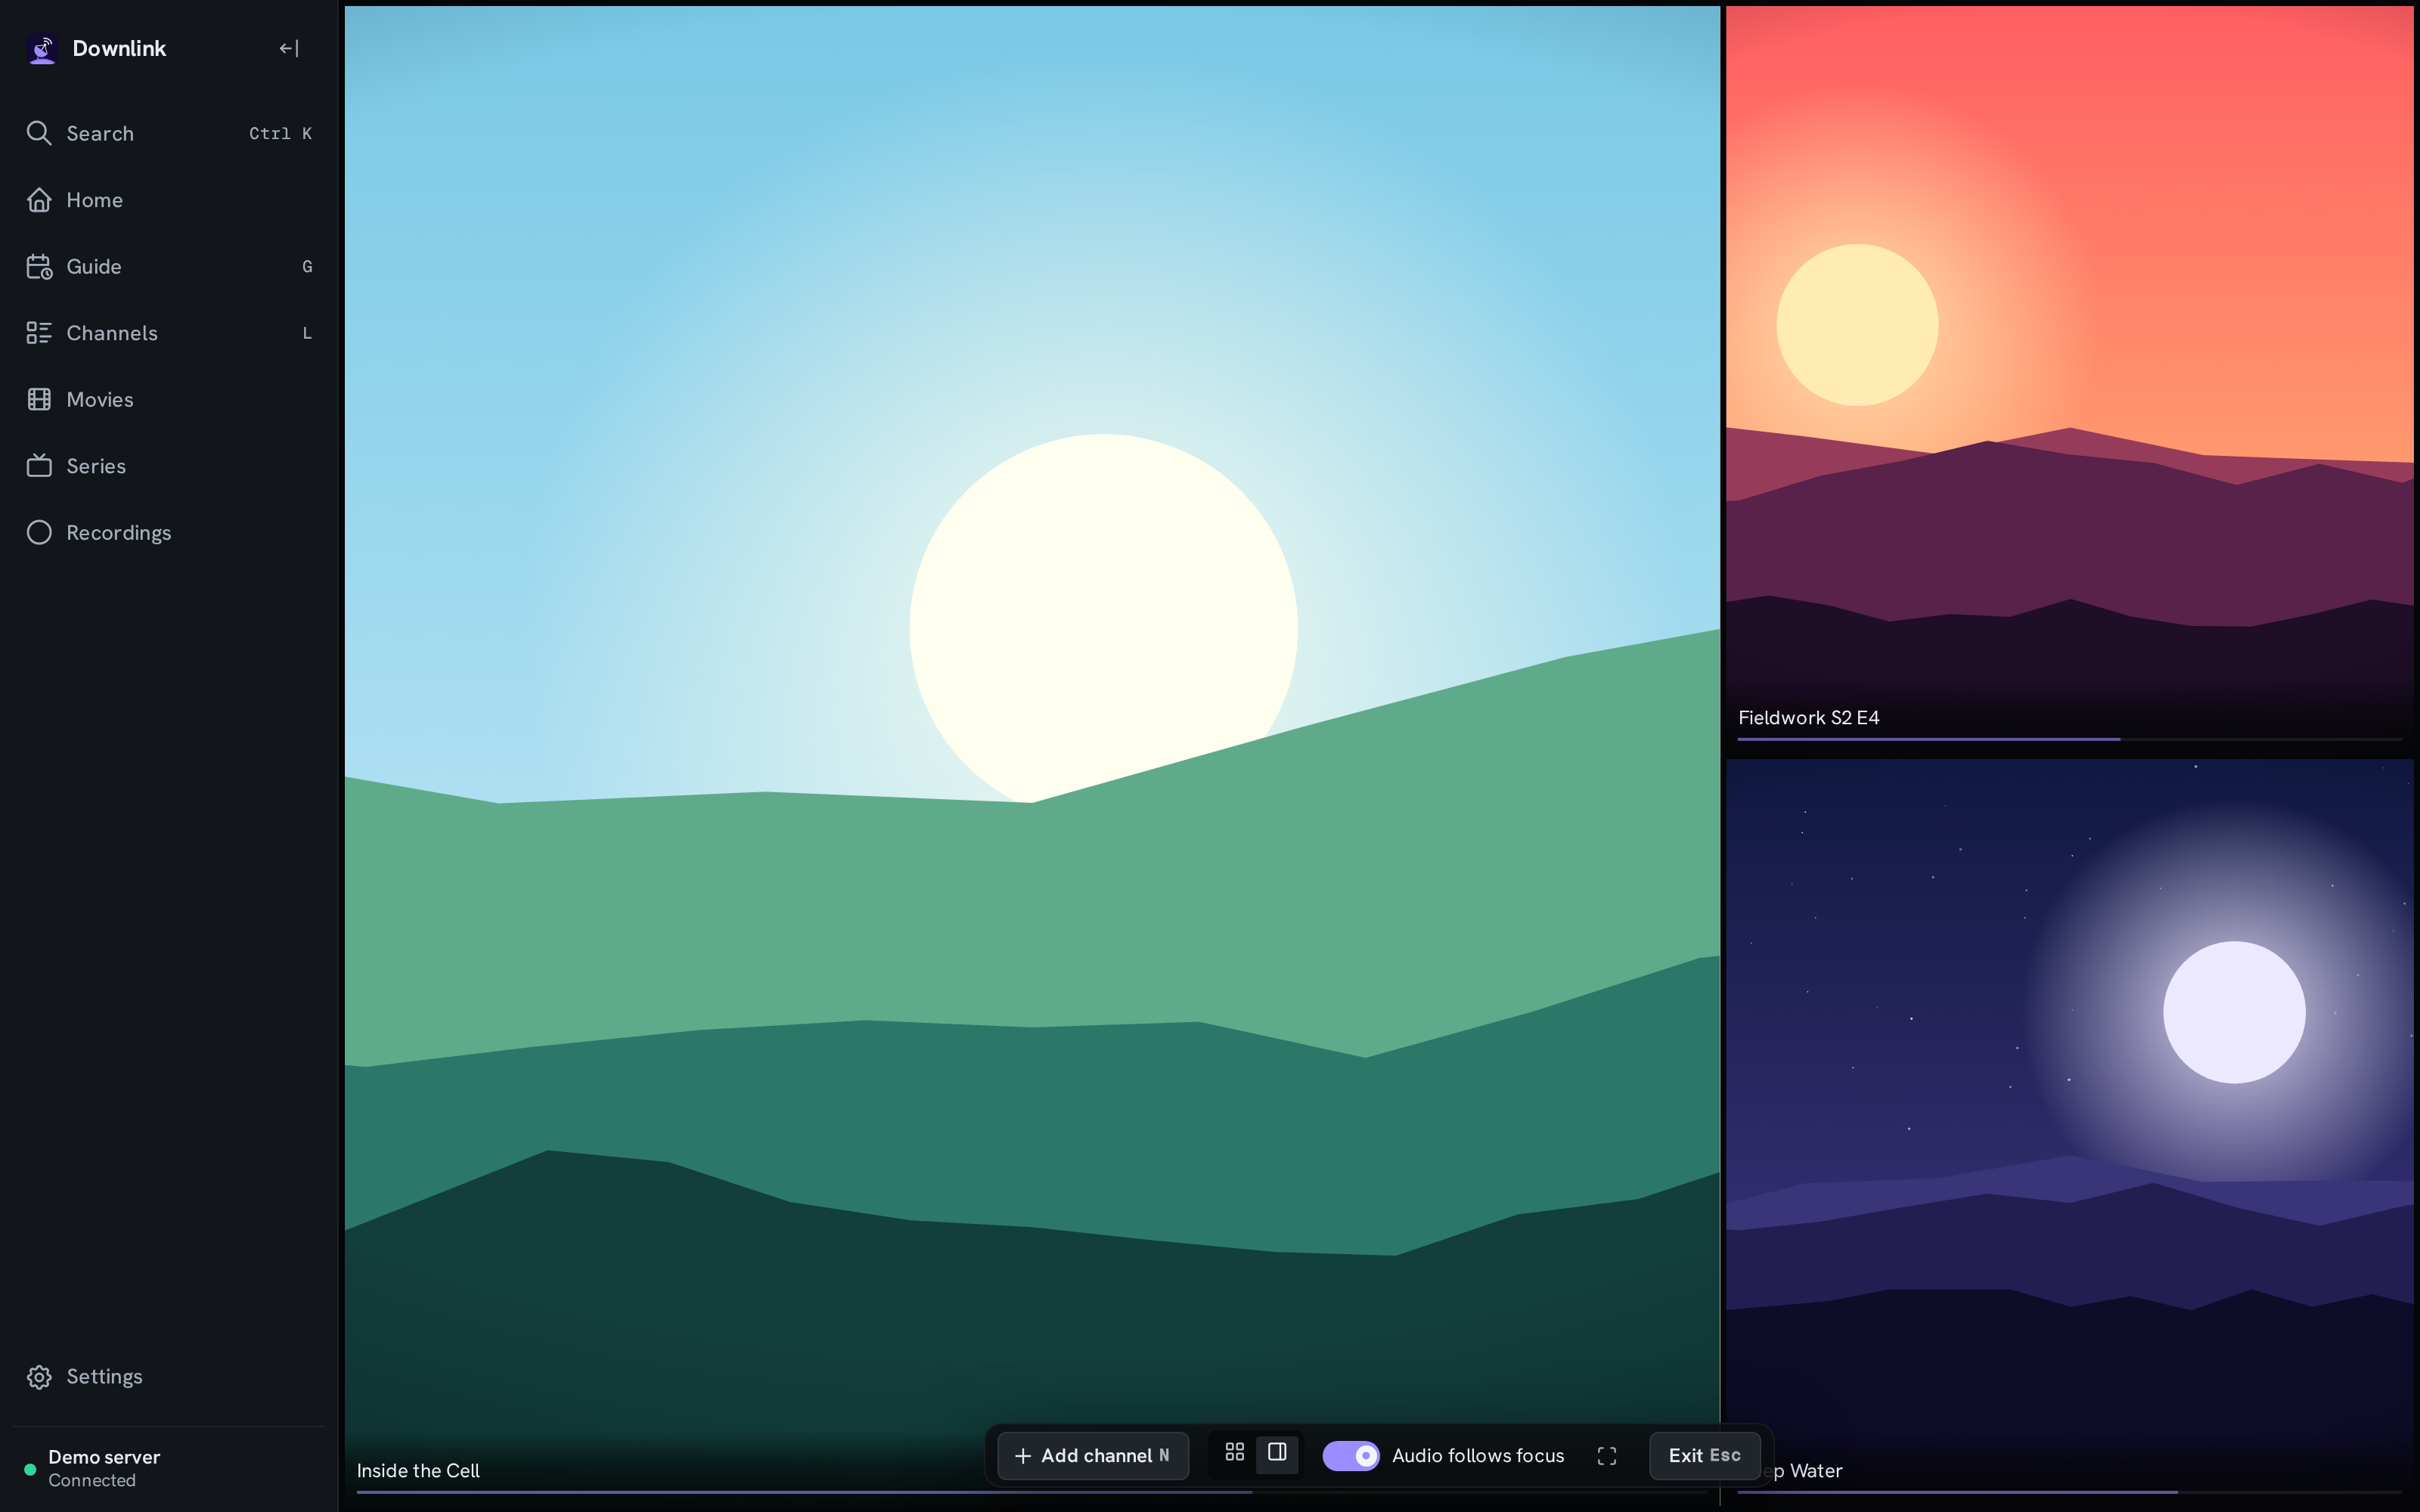 Downlink
Search Ctrl K
Home
Guide G
Channels L
Movies
Series
Recordings
Settings
Demo server
Connected
Inside the Cell
Add channel N
Audio follows focus
Exit Esc
Fieldwork S2 E4
Water